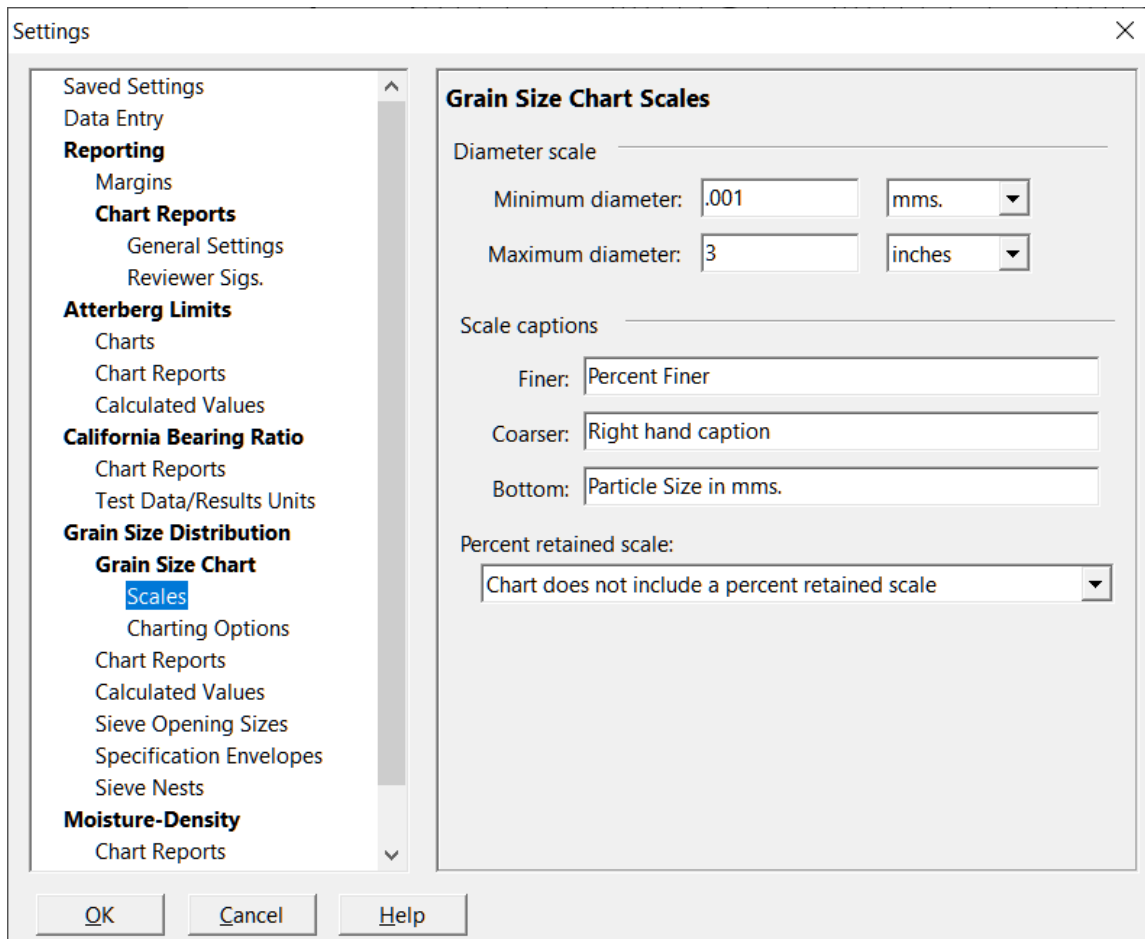 Settings
Saved Settings
Data Entry
Reporting
Margins
Chart Reports
General Settings
Reviewer Sigs.
Atterberg Limits
Charts
Chart Reports
Calculated Values
California Bearing Ratio
Chart Reports
Test Data/Results Units
Grain Size Distribution
Grain Size Chart
Scales
Charting Options
Chart Reports
Calculated Values
Sieve Opening Sizes
Specification Envelopes
Sieve Nests
Moisture-Density
Chart Reports
Grain Size Chart Scales
Diameter scale
Minimum diameter: .001 mms.
Maximum diameter: 3 inches
Scale captions
Finer: Percent Finer
Coarser: Right hand caption
Bottom: Particle Size in mms.
Percent retained scale:
Chart does not include a percent retained scale
OK Cancel Help